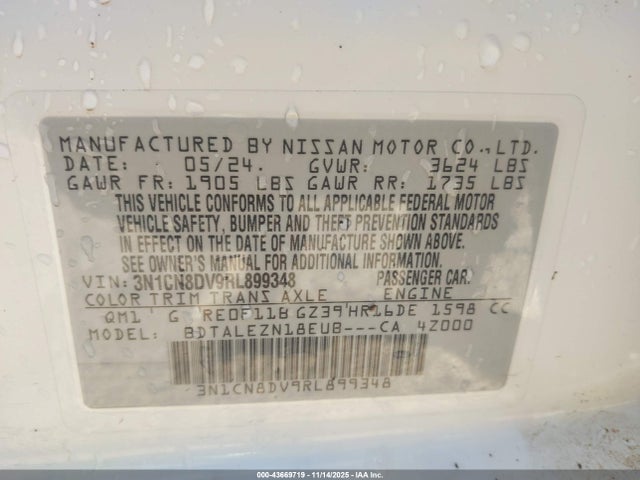 MANUFACTURED BY NISSAN MOTOR CO., LTD.
DATE: 05/24. GVWR: 3624 LBS
GAWR FR: 1905 LBS GAWR RR: 1735 LBS
THIS VEHICLE CONFORMS TO ALL APPLICABLE FEDERAL MOTOR
VEHICLE SAFETY, BUMPER AND THEFT PREVENTION STANDARDS
IN EFFECT ON THE DATE OF MANUFACTURE SHOWN ABOVE.
SEE OWNER'S MANUAL FOR ADDITIONAL INFORMATION.
VIN: 3N1CN8DV9RL899348 PASSENGER CAR.
COLOR TRIM TRANS AXLE ENGINE
QM1 ' G ' RE0F11B GZ39'HR16DE 1598 CC
MODEL: BDTALEZN18EUB---CA 4Z000
3N1CN8DV9RL899348
000-43669719 - 11/14/2025 - IAA Inc.